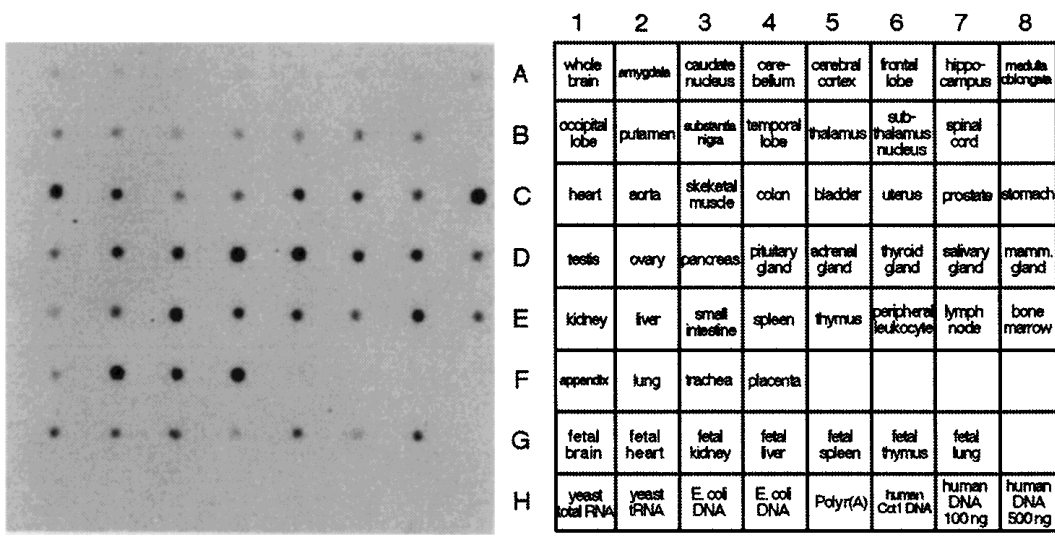 1 2 3 4 5 6 7 8
A
whole brain
amygdala
caudate nucleus
cere- bellum
cerebral cortex
frontal lobe
hippo- campus
medulla oblongata
B
occipital lobe
putamen
substantia nigra
temporal lobe
thalamus
sub- thalamus nucleus
spinal cord
C
heart
aorta
skeketal muscle
colon
bladder
uterus
prostate
stomach
D
testis
ovary
pancreas
pituitary gland
adrenal gland
thyroid gland
salivary gland
mamm. gland
E
kidney
liver
small intestine
spleen
thymus
peripheral leukocyte
lymph node
bone marrow
F
appendix
lung
trachea
placenta
G
fetal brain
fetal heart
fetal kidney
fetal liver
fetal spleen
fetal thymus
fetal lung
H
yeast total RNA
yeast tRNA
E. coli DNA
E. coli DNA
Polyr(A)
human Cot1 DNA
human DNA 100 ng
human DNA 500 ng